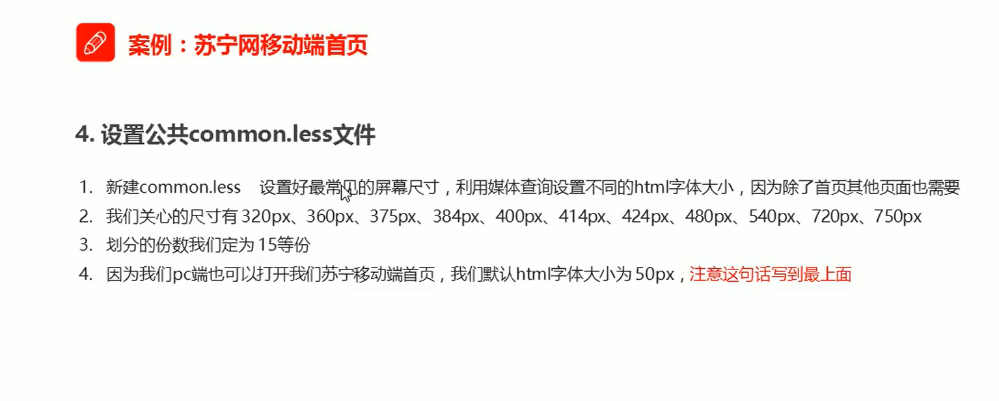 案例：苏宁网移动端首页
4. 设置公共common.less文件
1. 新建common.less 设置好最常见的屏幕尺寸，利用媒体查询设置不同的html字体大小，因为除了首页其他页面也需要
2. 我们关心的尺寸有 320px、360px、375px、384px、400px、414px、424px、480px、540px、720px、750px
3. 划分的份数我们定为 15等份
4. 因为我们pc端也可以打开我们苏宁移动端首页，我们默认html字体大小为 50px，注意这句话写到最上面